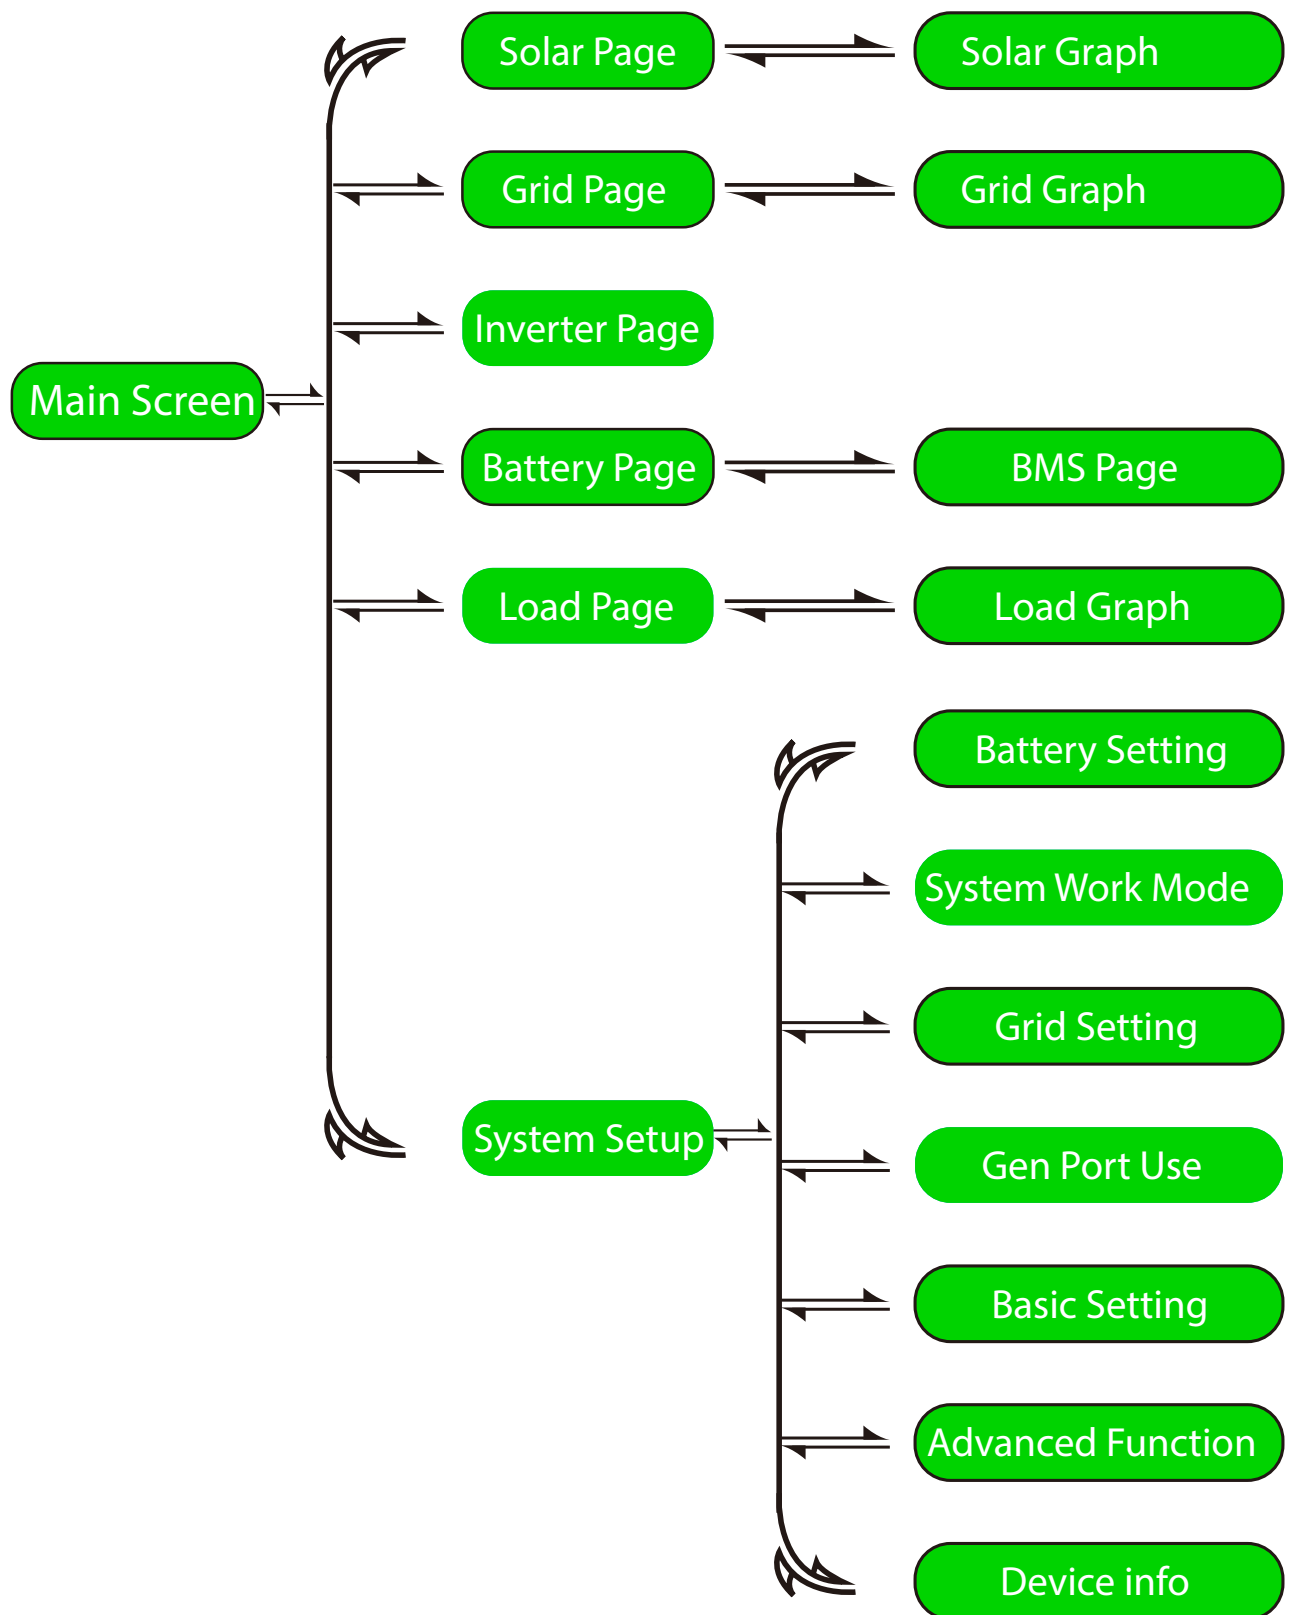 Solar Page
Solar Graph
Grid Page
Grid Graph
Inverter Page
Main Screen
Battery Page
BMS Page
Load Page
Load Graph
Battery Setting
System Work Mode
Grid Setting
System Setup
Gen Port Use
Basic Setting
Advanced Function
Device info